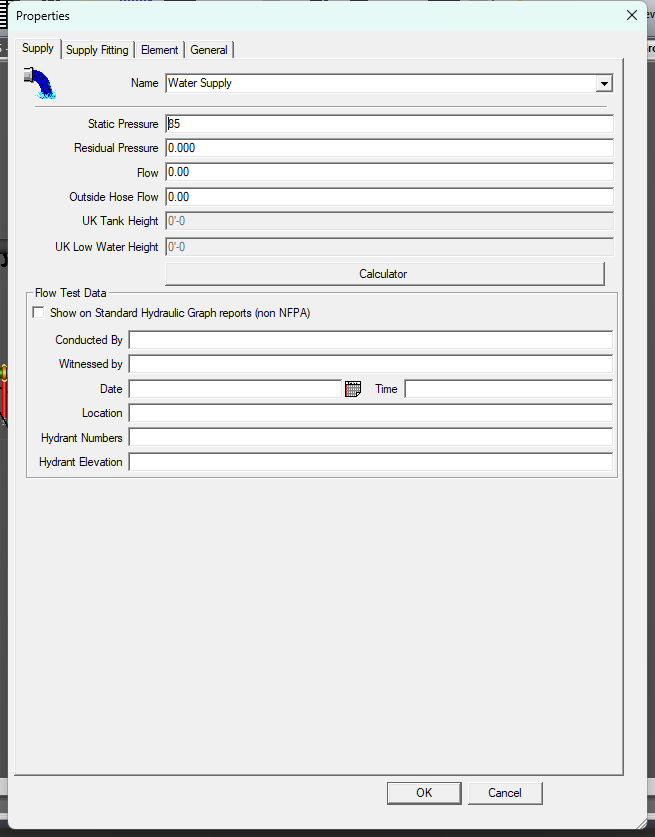 Properties
Supply Supply Fitting Element General
Name Water Supply
Static Pressure 85
Residual Pressure 0.000
Flow 0.00
Outside Hose Flow 0.00
UK Tank Height 0'-0
UK Low Water Height 0'-0
Calculator
Flow Test Data
Show on Standard Hydraulic Graph reports (non NFPA)
Conducted By
Witnessed by
Date Time
Location
Hydrant Numbers
Hydrant Elevation
OK Cancel